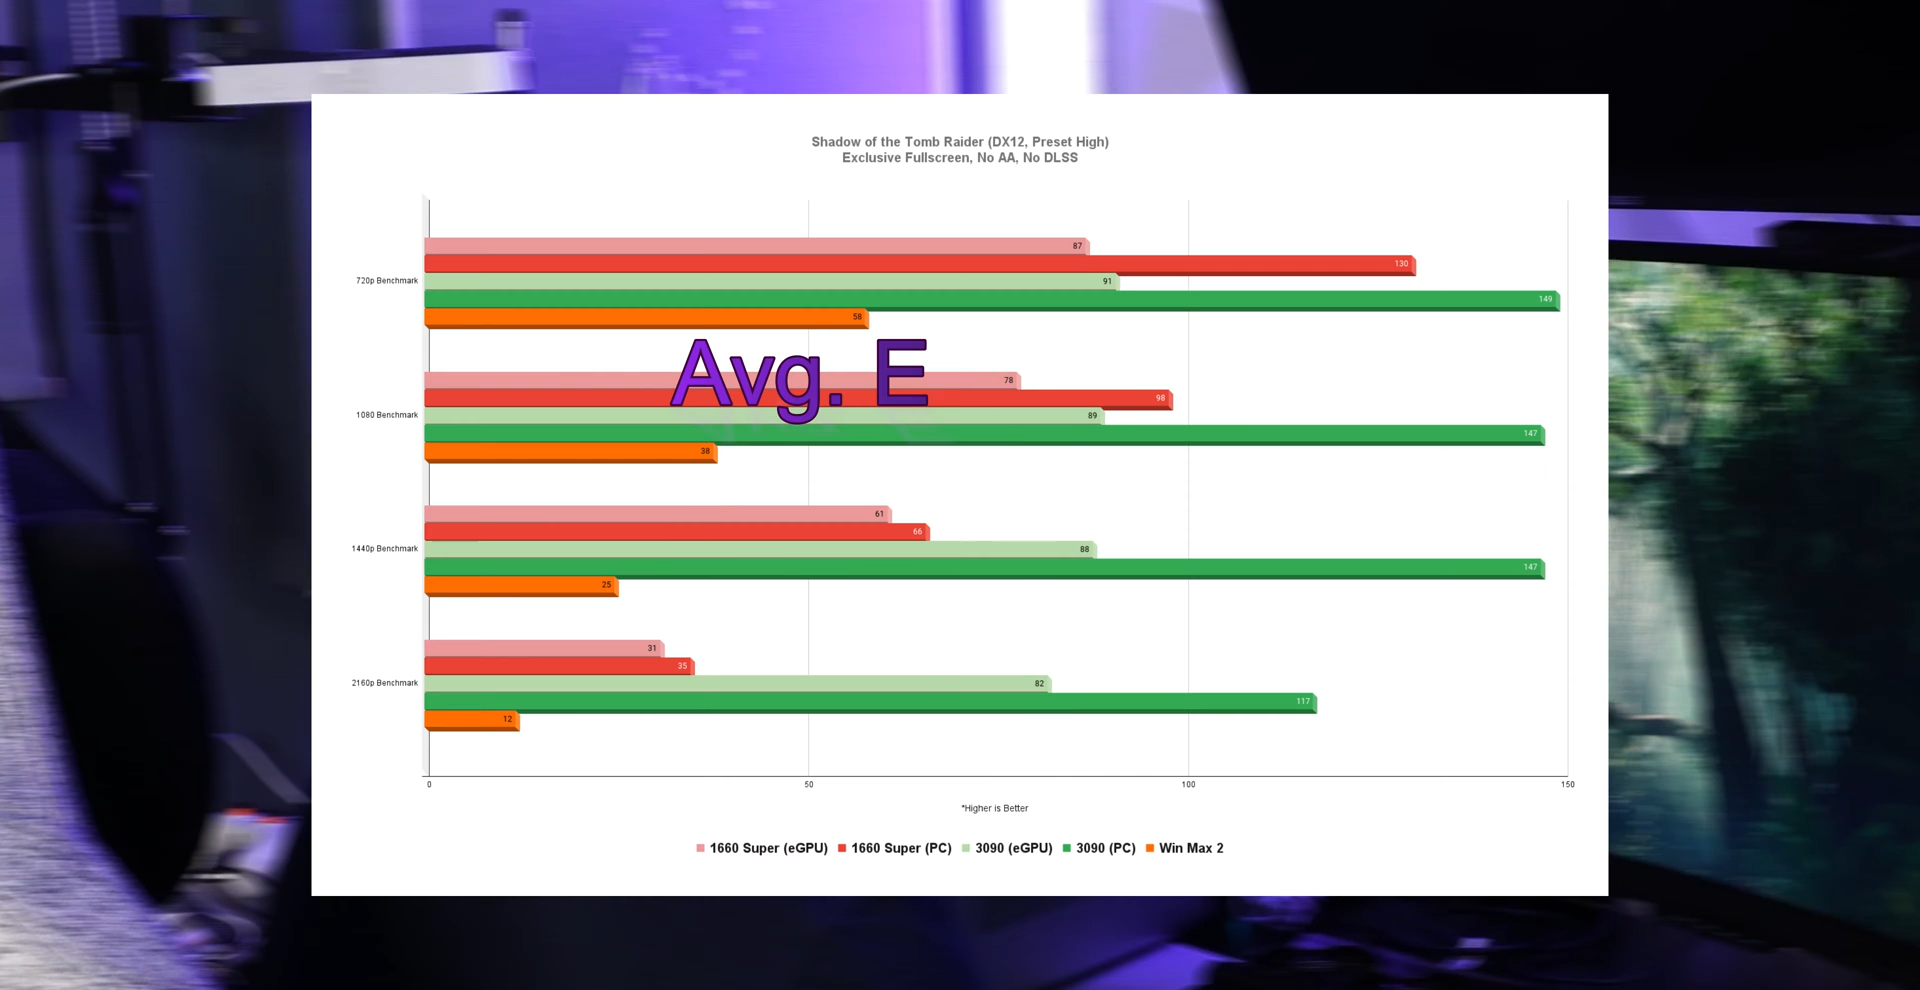 Shadow of the Tomb Raider (DX12, Preset High)
Exclusive Fullscreen, No AA, No DLSS
720p Benchmark
87
130
91
149
58
Avg. E
1080 Benchmark
78
98
89
147
38
1440p Benchmark
61
66
88
147
25
2160p Benchmark
31
35
82
117
12
0 50 100 150
*Higher is Better
1660 Super (eGPU) 1660 Super (PC) 3090 (eGPU) 3090 (PC) Win Max 2